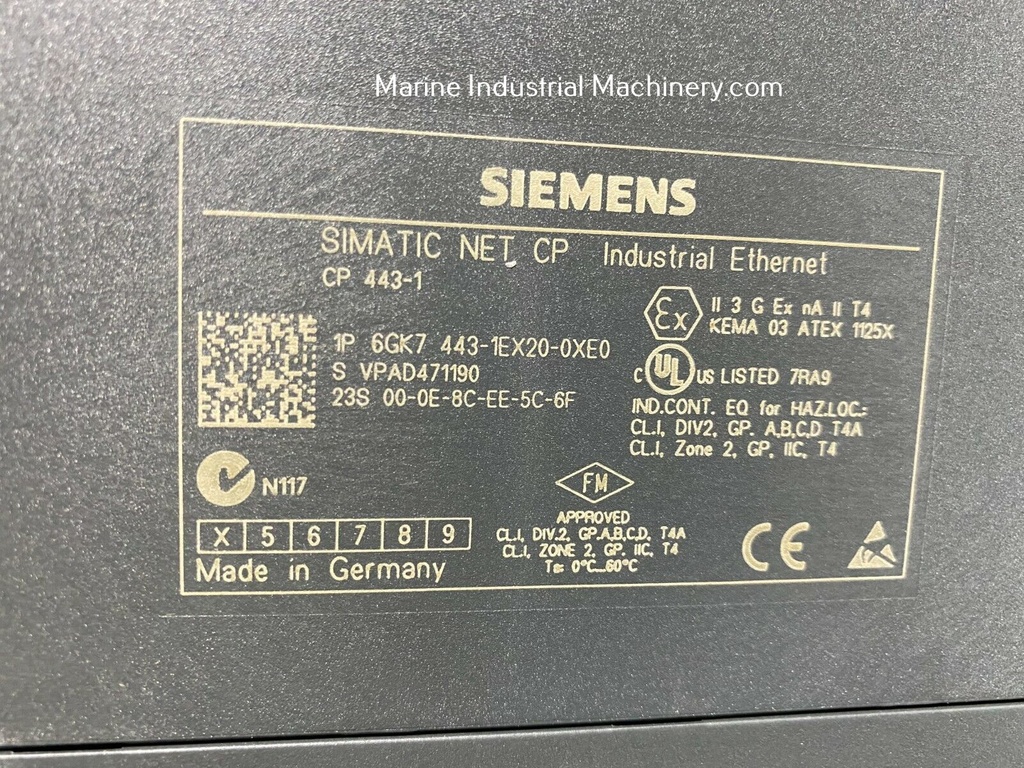 Marine Industrial Machinery.com
SIEMENS
SIMATIC NET CP Industrial Ethernet
CP 443-1
1P 6GK7 443-1EX20-0XE0
S VPAD471190
23S 00-0E-8C-EE-5C-6F
Ex
II 3 G Ex nA II T4
KEMA 03 ATEX 1125X
C UL US LISTED 7RA9
IND.CONT. EQ for HAZ.LOC.:
CL.I, DIV2, GP. A,B,C,D T4A
CL.I, Zone 2, GP. IIC, T4
N117
FM
APPROVED
CL.I, DIV.2, GP.A,B,C,D, T4A
CL.I, ZONE 2, GP. IIC, T4
Ta: 0°C...60°C
X 5 6 7 8 9
Made in Germany
CE